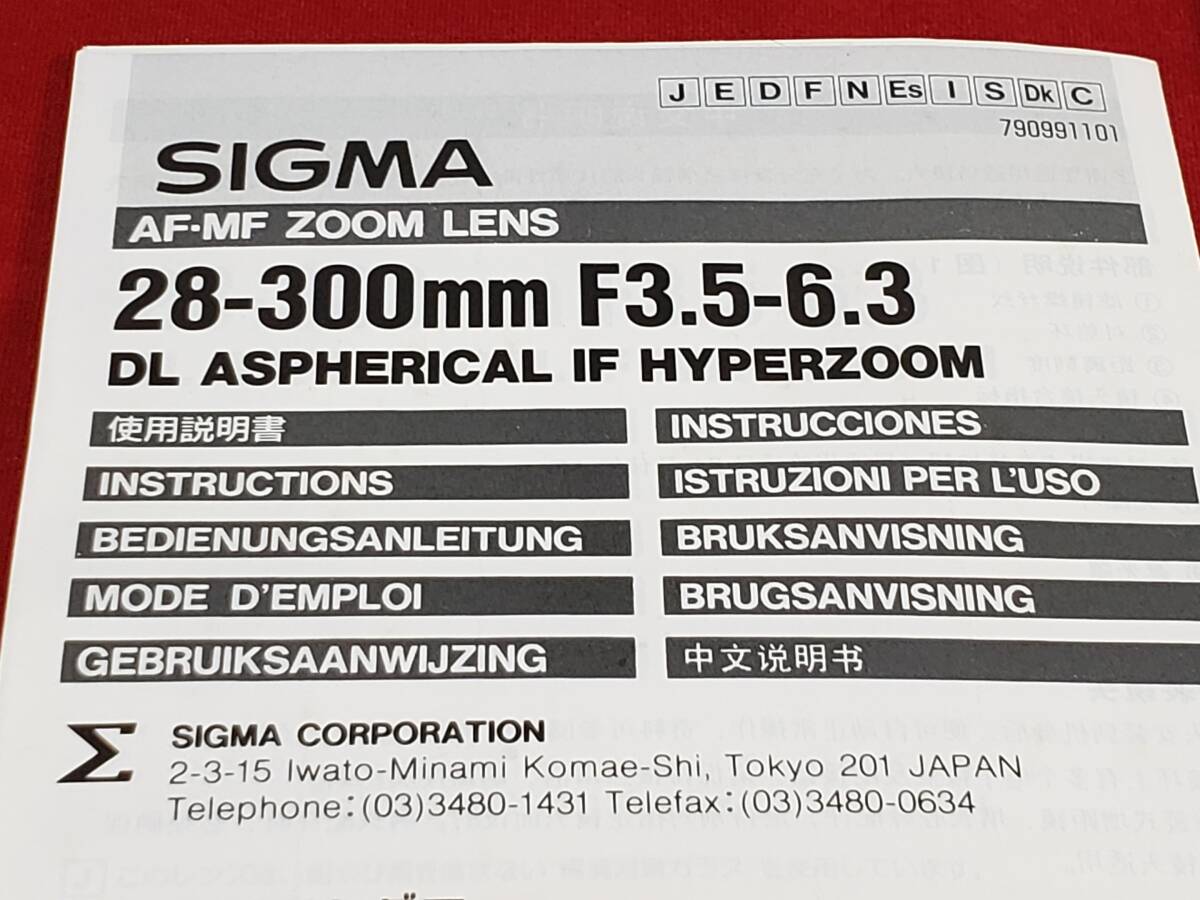 J E D F N Es I S Dk C
790991101
SIGMA
AF·MF ZOOM LENS
28-300mm F3.5-6.3
DL ASPHERICAL IF HYPERZOOM
使用説明書
INSTRUCTIONS
BEDIENUNGSANLEITUNG
MODE D'EMPLOI
GEBRUIKSAANWIJZING
INSTRUCCIONES
ISTRUZIONI PER L'USO
BRUKSANVISNING
BRUGSANVISNING
中文说明书
Σ SIGMA CORPORATION
2-3-15 Iwato-Minami Komae-Shi, Tokyo 201 JAPAN
Telephone:(03)3480-1431 Telefax:(03)3480-0634